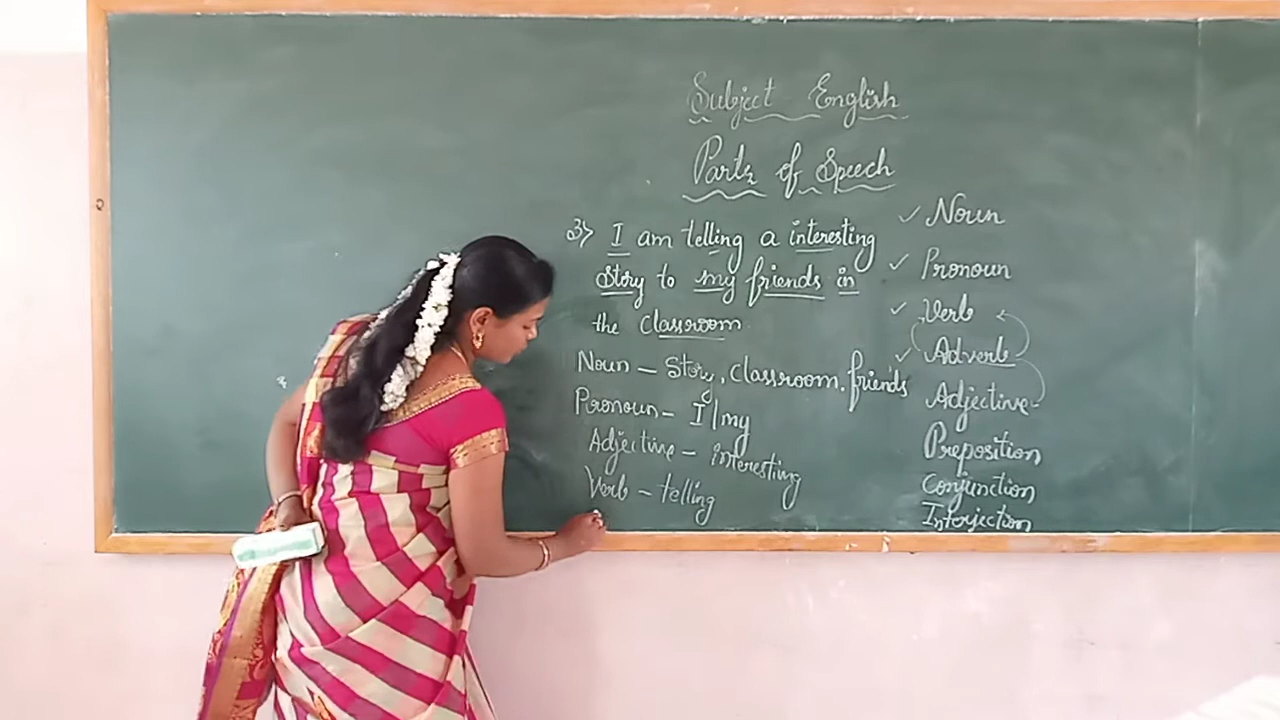 Subject English
Parts of Speech
3> I am telling a interesting
story to my friends in
the classroom
Noun - Story, classroom, friends
Pronoun - I/my
Adjective - interesting
Verb - telling
✓ Noun
✓ Pronoun
✓ Verb
✓ Adverb
Adjective
Preposition
Conjunction
Interjection